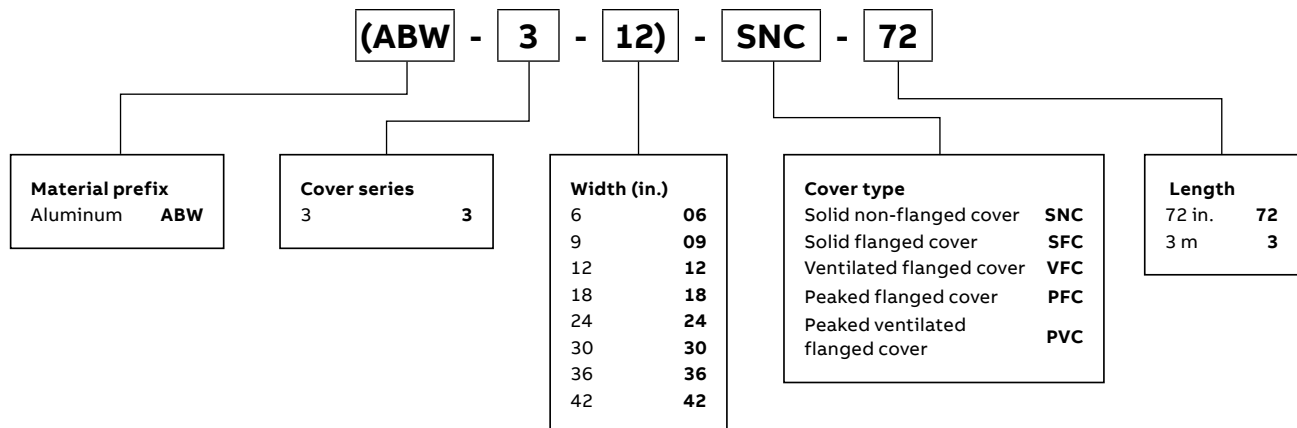 (ABW - 3 - 12) - SNC - 72
Material prefix
Aluminum ABW
Cover series
3 3
Width (in.)
6 06
9 09
12 12
18 18
24 24
30 30
36 36
42 42
Cover type
Solid non-flanged cover SNC
Solid flanged cover SFC
Ventilated flanged cover VFC
Peaked flanged cover PFC
Peaked ventilated
flanged cover PVC
Length
72 in. 72
3 m 3